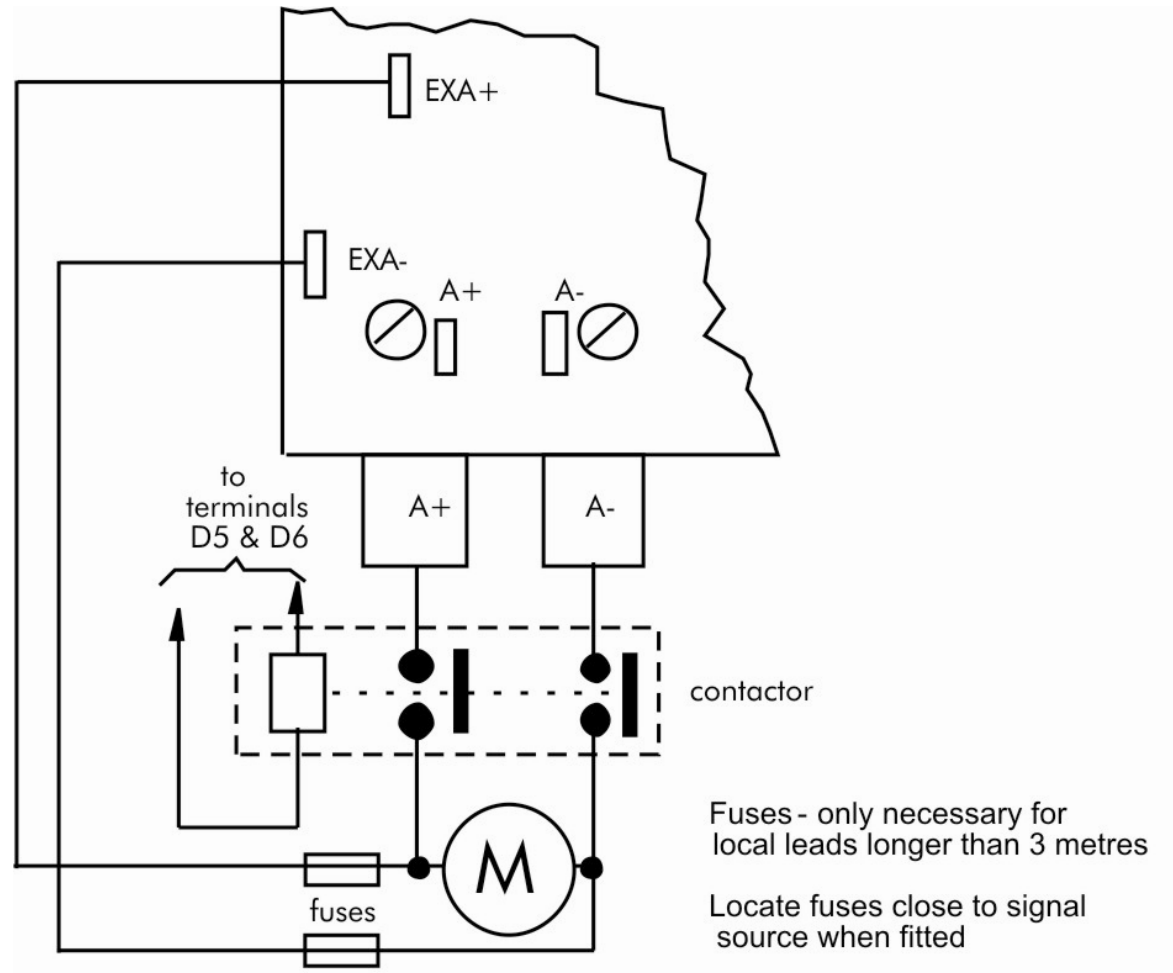 EXA+
EXA-
A+
A-
to
terminals
D5 & D6
A+
A-
contactor
M
fuses
Fuses - only necessary for
local leads longer than 3 metres
Locate fuses close to signal
source when fitted